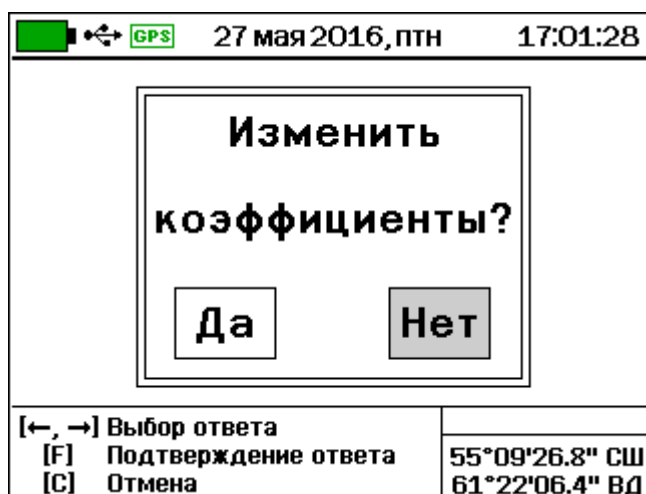 GPS 27 мая 2016, птн 17:01:28
Изменить
коэффициенты?
Да Нет
[←, →] Выбор ответа
[F] Подтверждение ответа 55°09'26.8" СШ
[C] Отмена 61°22'06.4" ВД